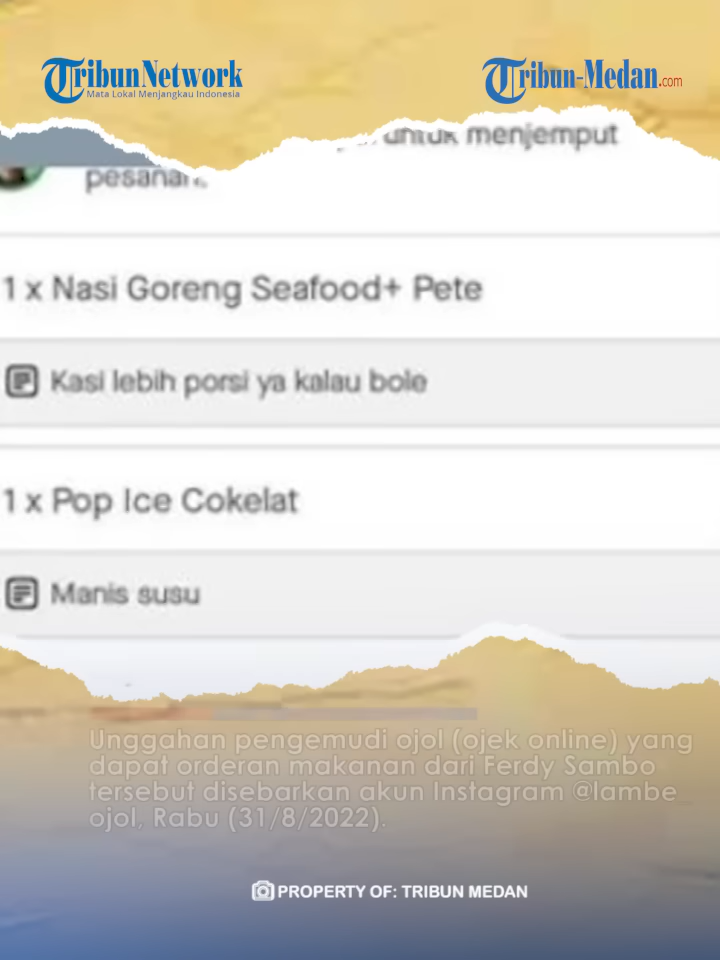 TribunNetwork
Mata Lokal Menjangkau Indonesia
Tribun-Medan.com
untuk menjemput
pesanan.
1 x Nasi Goreng Seafood+ Pete
Kasi lebih porsi ya kalau bole
1 x Pop Ice Cokelat
Manis susu
Unggahan pengemudi ojol (ojek online) yang
dapat orderan makanan dari Ferdy Sambo
tersebut disebarkan akun Instagram @lambe
ojol, Rabu (31/8/2022).
PROPERTY OF: TRIBUN MEDAN